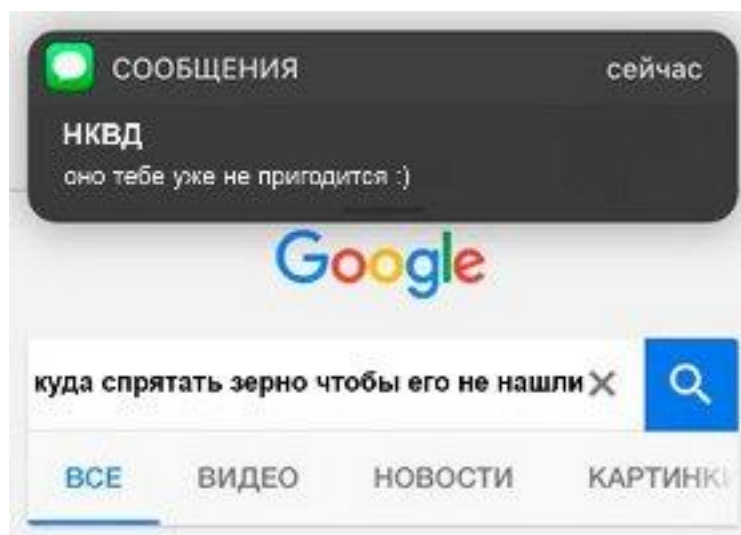 СООБЩЕНИЯ сейчас
НКВД
оно тебе уже не пригодится :)
Google
куда спрятать зерно чтобы его не нашли
ВСЕ ВИДЕО НОВОСТИ КАРТИНКИ